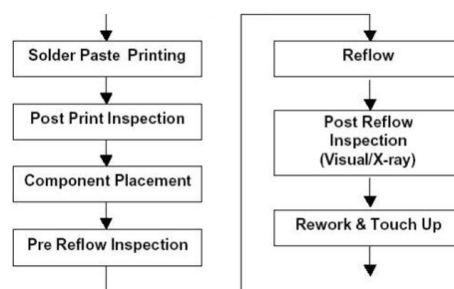 Solder Paste Printing
Post Print Inspection
Component Placement
Pre Reflow Inspection
Reflow
Post Reflow
Inspection
(Visual/X-ray)
Rework & Touch Up